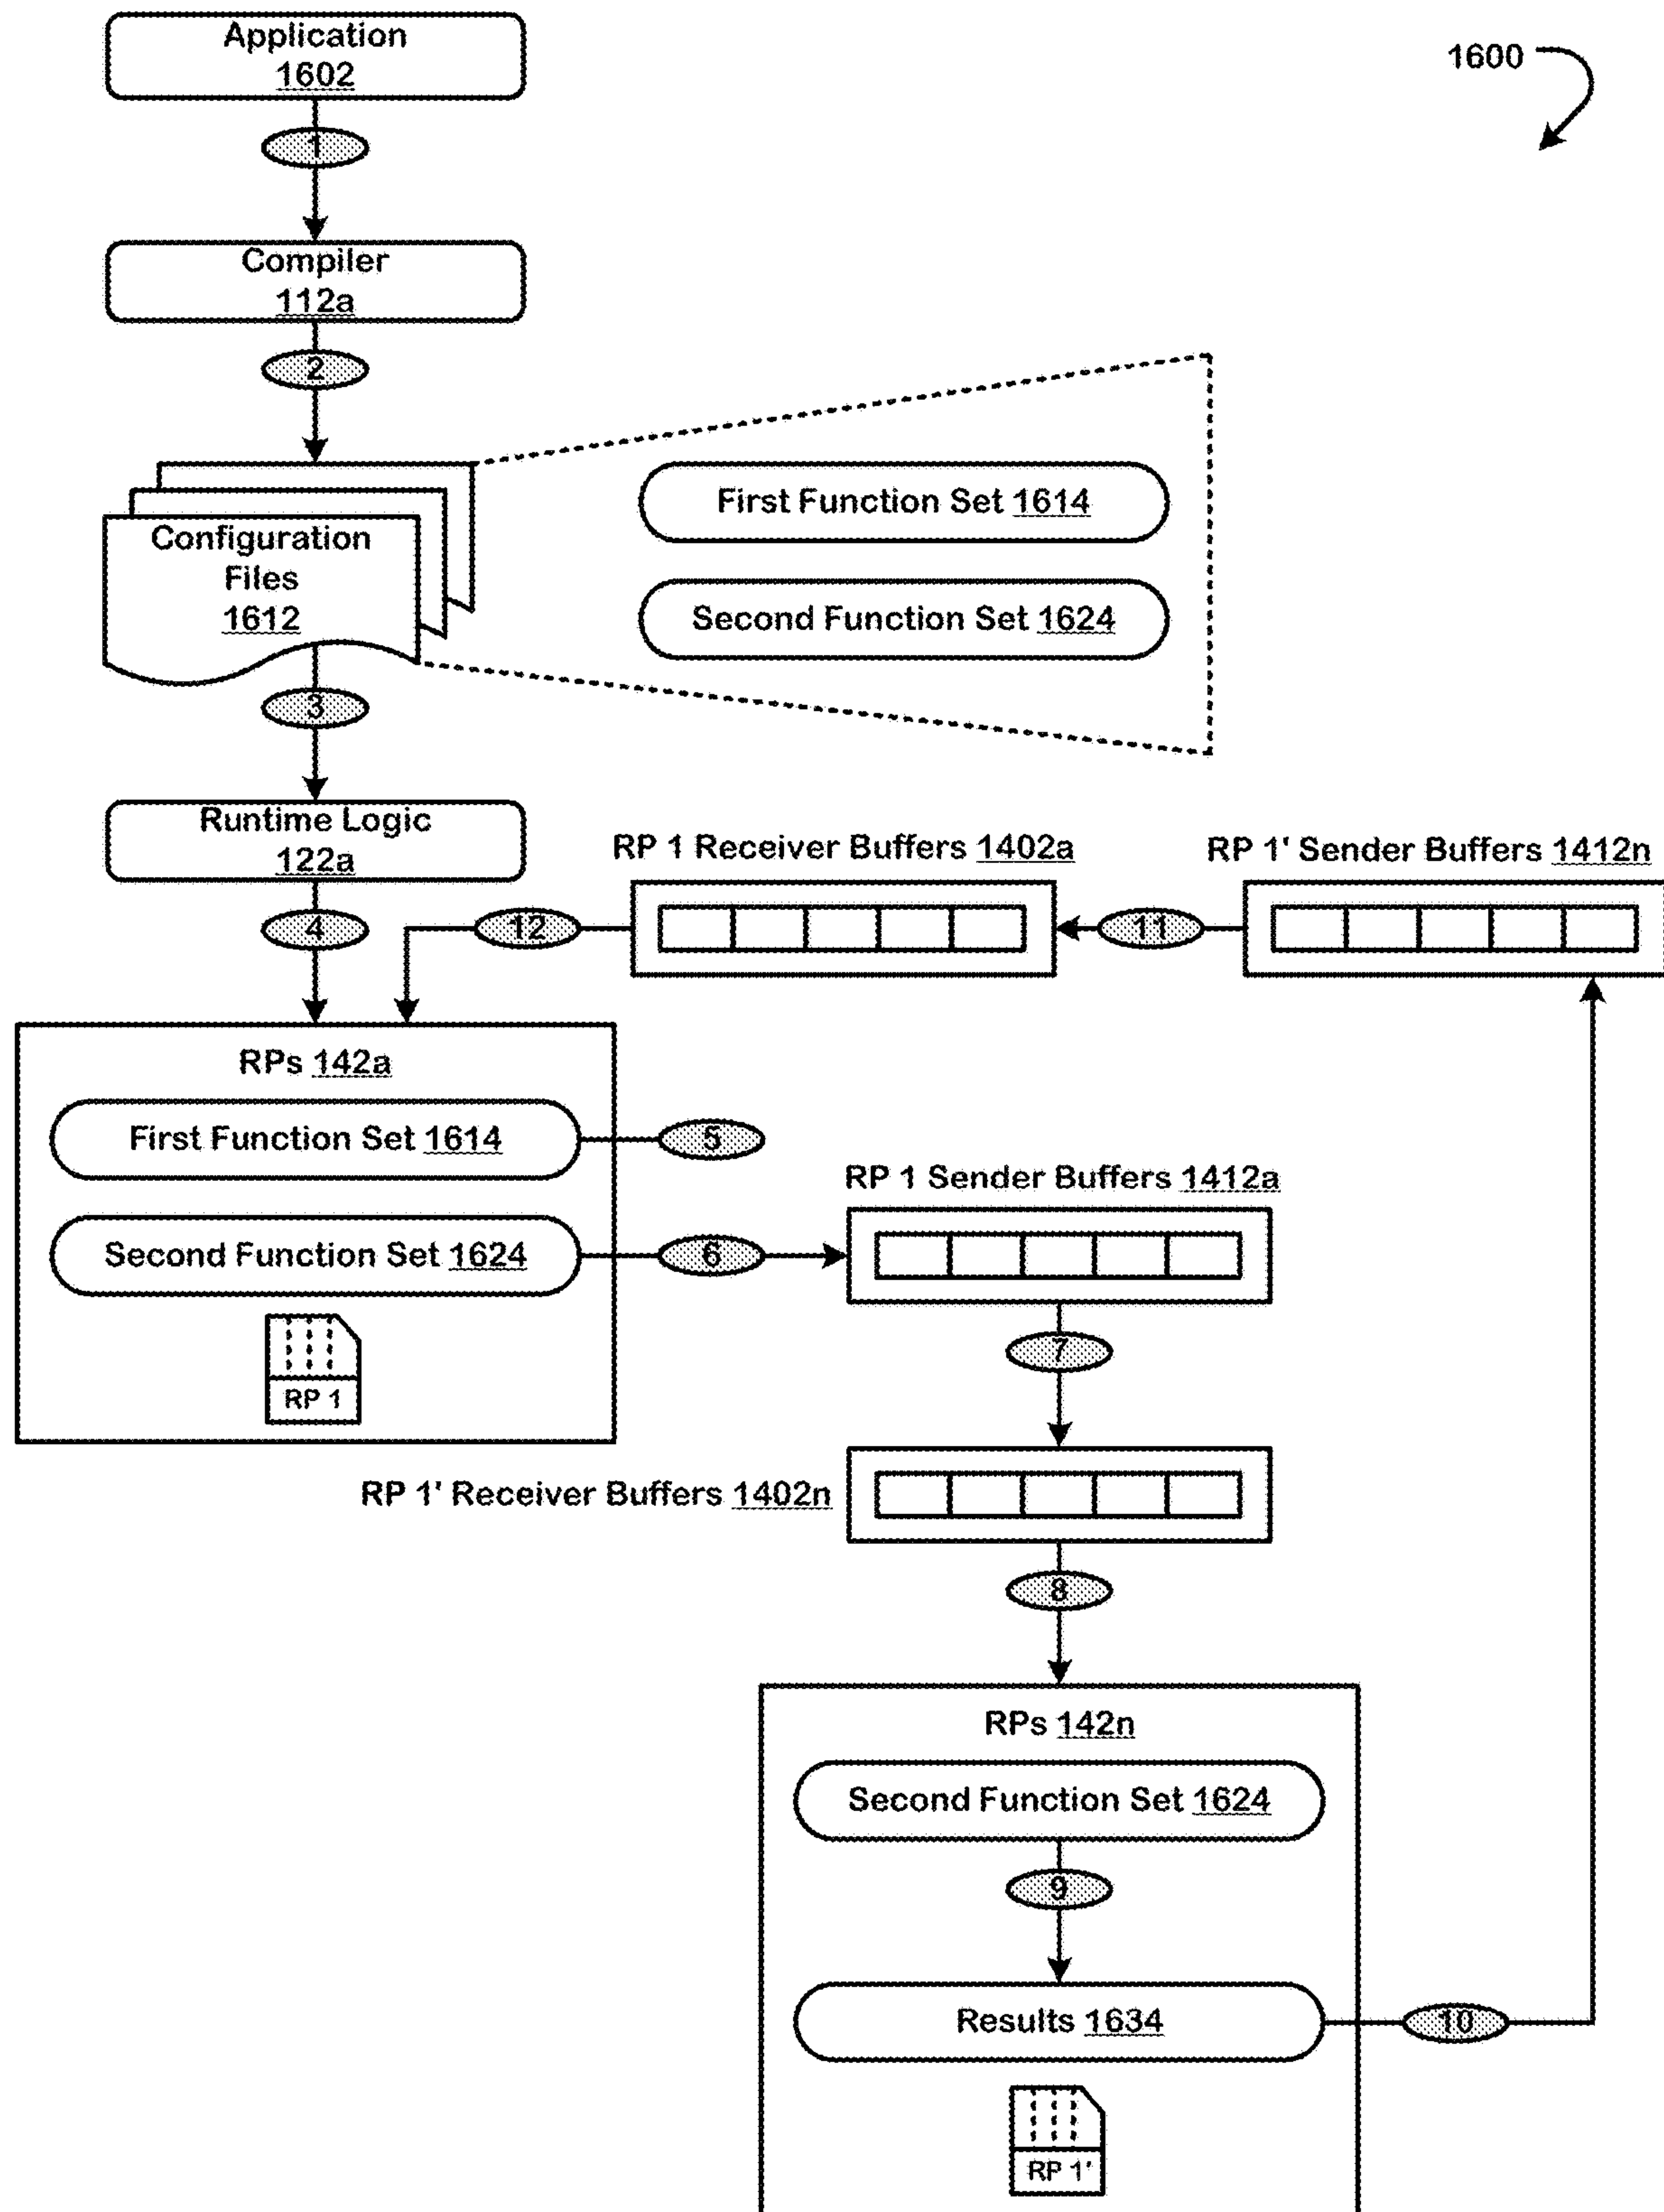 Application
1602
1600
1
Compiler
112a
2
First Function Set 1614
Configuration
Files
1612
Second Function Set 1624
3
Runtime Logic
122a
RP 1 Receiver Buffers 1402a
RP 1' Sender Buffers 1412n
4
12
11
RPs 142a
First Function Set 1614
5
RP 1 Sender Buffers 1412a
Second Function Set 1624
6
7
RP 1
RP 1' Receiver Buffers 1402n
8
RPs 142n
Second Function Set 1624
9
Results 1634
10
RP 1'